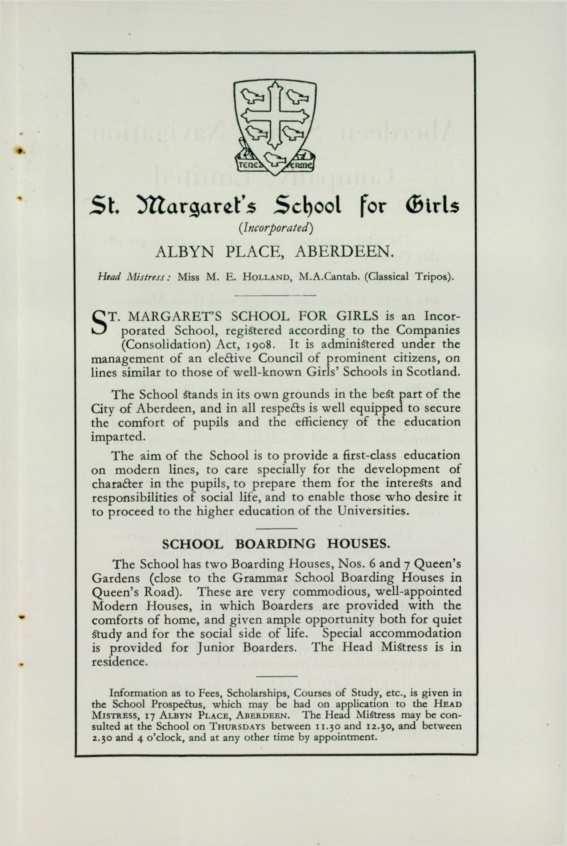 TENEZ FERME
St. Margaret's School for Girls
(Incorporated)
ALBYN PLACE, ABERDEEN.
Head Mistress: Miss M. E. HOLLAND, M.A.Cantab. (Classical Tripos).
ST. MARGARET'S SCHOOL FOR GIRLS is an Incor-
porated School, registered according to the Companies
(Consolidation) Act, 1908. It is administered under the
management of an elective Council of prominent citizens, on
lines similar to those of well-known Girls' Schools in Scotland.
The School stands in its own grounds in the best part of the
City of Aberdeen, and in all respects is well equipped to secure
the comfort of pupils and the efficiency of the education
imparted.
The aim of the School is to provide a first-class education
on modern lines, to care specially for the development of
character in the pupils, to prepare them for the interests and
responsibilities of social life, and to enable those who desire it
to proceed to the higher education of the Universities.
SCHOOL BOARDING HOUSES.
The School has two Boarding Houses, Nos. 6 and 7 Queen's
Gardens (close to the Grammar School Boarding Houses in
Queen's Road). These are very commodious, well-appointed
Modern Houses, in which Boarders are provided with the
comforts of home, and given ample opportunity both for quiet
study and for the social side of life. Special accommodation
is provided for Junior Boarders. The Head Mistress is in
residence.
Information as to Fees, Scholarships, Courses of Study, etc., is given in
the School Prospectus, which may be had on application to the HEAD
MISTRESS, 17 ALBYN PLACE, ABERDEEN. The Head Mistress may be con-
sulted at the School on THURSDAYS between 11.30 and 12.30, and between
2.30 and 4 o'clock, and at any other time by appointment.